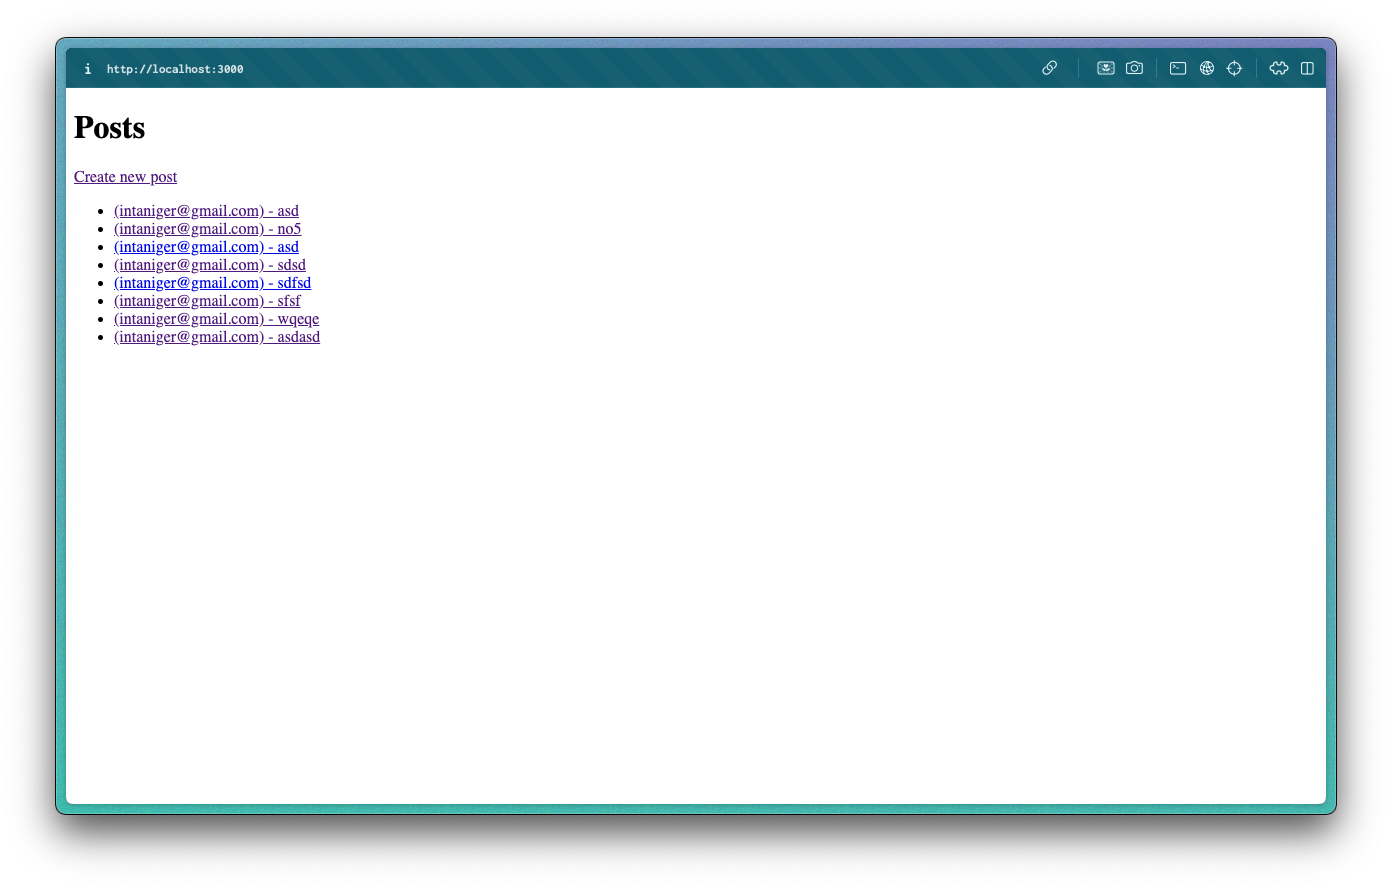 i http://localhost:3000
Posts
Create new post
(intaniger@gmail.com) - asd
(intaniger@gmail.com) - no5
(intaniger@gmail.com) - asd
(intaniger@gmail.com) - sdsd
(intaniger@gmail.com) - sdfsd
(intaniger@gmail.com) - sfsf
(intaniger@gmail.com) - wqeqe
(intaniger@gmail.com) - asdasd